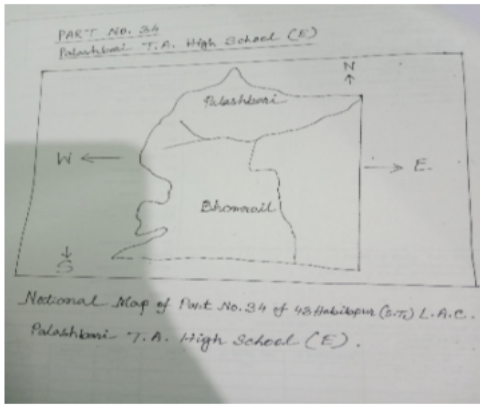 PART NO. 34
Palashbari T.A. High School (E)
N
Palashbari
W
E
Bhomrail
S
Notional Map of Part No. 34 of 43 Habibpur (S.T.) L.A.C.
Palashbari T.A. High School (E).